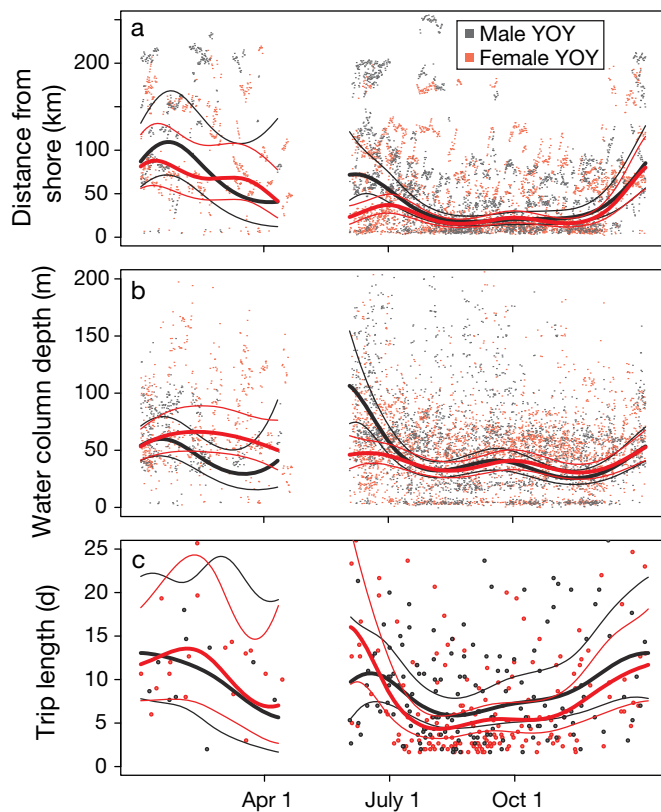 a
Male YOY
Female YOY
Distance from
shore (km)
200
150
100
50
0
b
Water column depth (m)
200
150
100
50
0
c
Trip length (d)
25
20
15
10
5
0
Apr 1
July 1
Oct 1